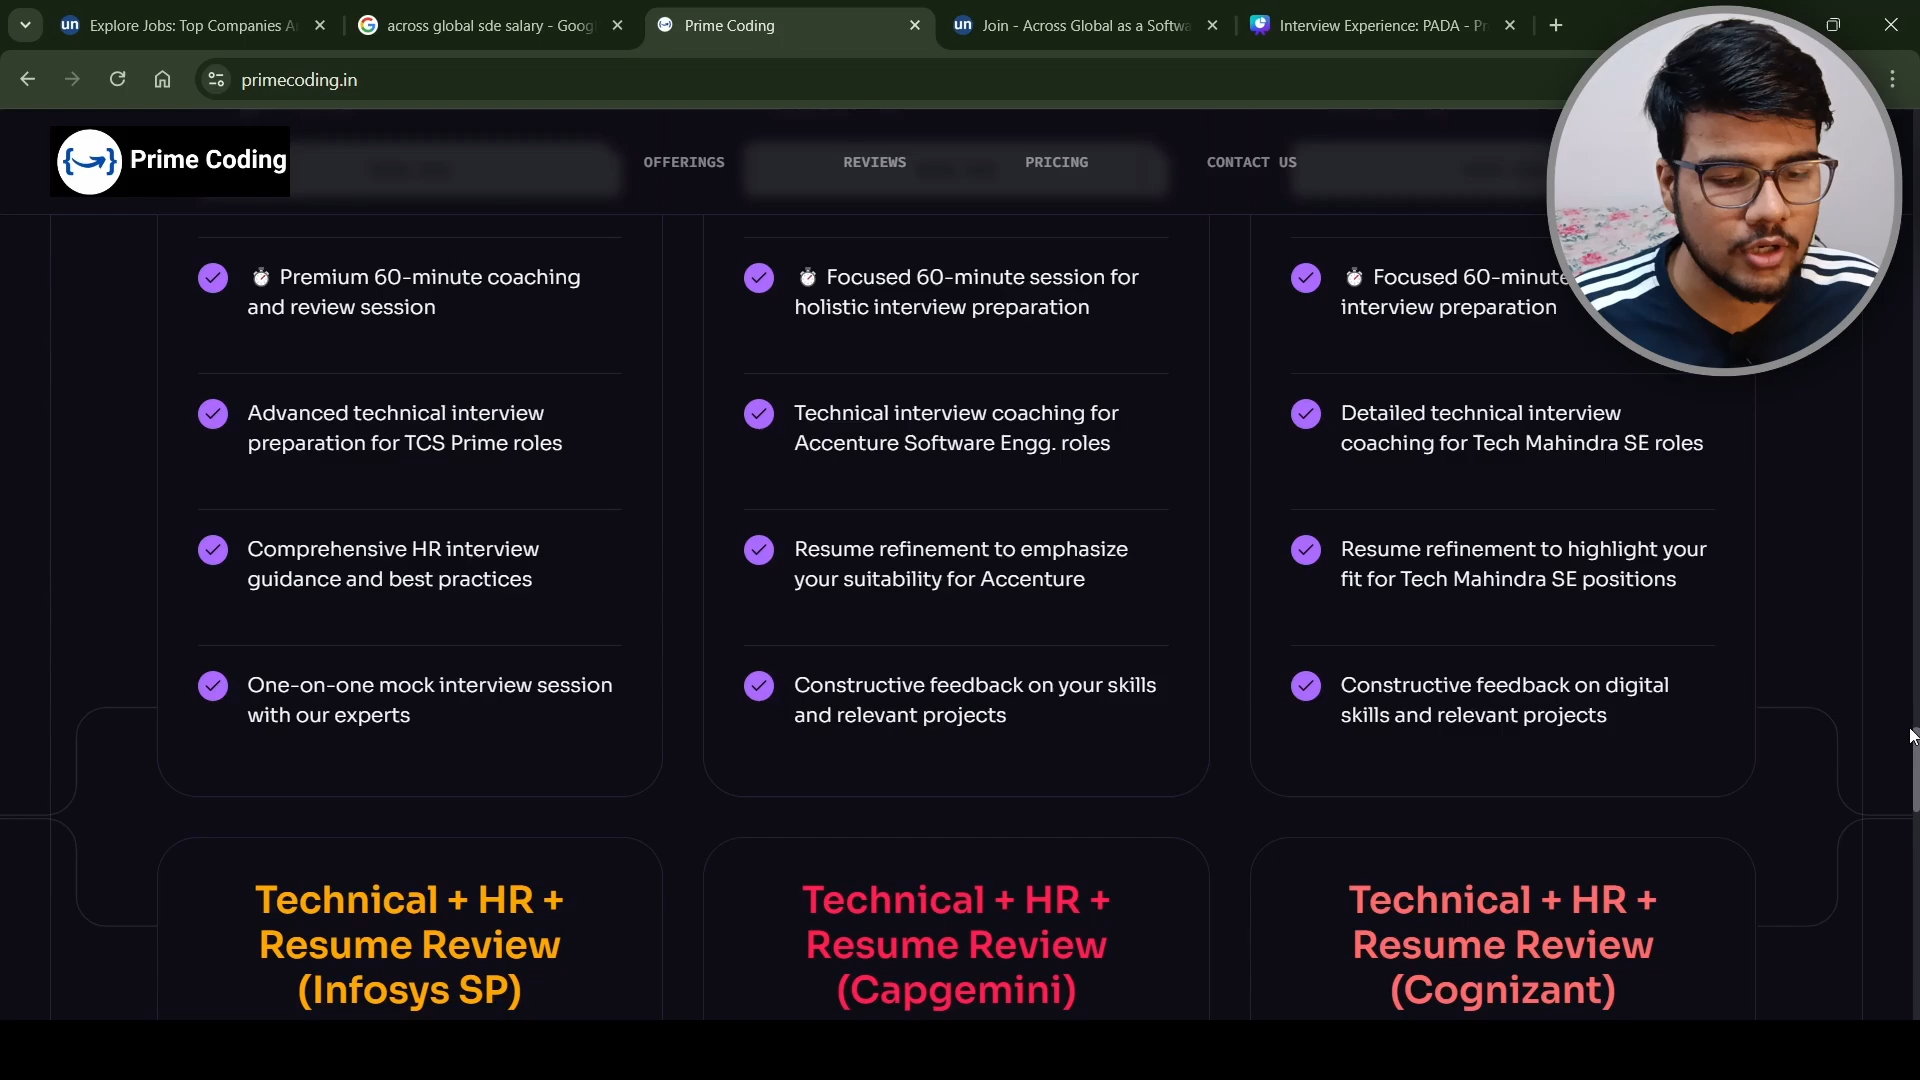 Explore Jobs: Top Companies
across global sde salary - Goog
Prime Coding
Join - Across Global as a Softwa
Interview Experience: PADA - Pr
primecoding.in
Prime Coding
OFFERINGS
REVIEWS
PRICING
CONTACT US
Premium 60-minute coaching
and review session
Advanced technical interview
preparation for TCS Prime roles
Comprehensive HR interview
guidance and best practices
One-on-one mock interview session
with our experts
Focused 60-minute session for
holistic interview preparation
Technical interview coaching for
Accenture Software Engg. roles
Resume refinement to emphasize
your suitability for Accenture
Constructive feedback on your skills
and relevant projects
Focused 60-minute
interview preparation
Detailed technical interview
coaching for Tech Mahindra SE roles
Resume refinement to highlight your
fit for Tech Mahindra SE positions
Constructive feedback on digital
skills and relevant projects
Technical + HR +
Resume Review
(Infosys SP)
Technical + HR +
Resume Review
(Capgemini)
Technical + HR +
Resume Review
(Cognizant)